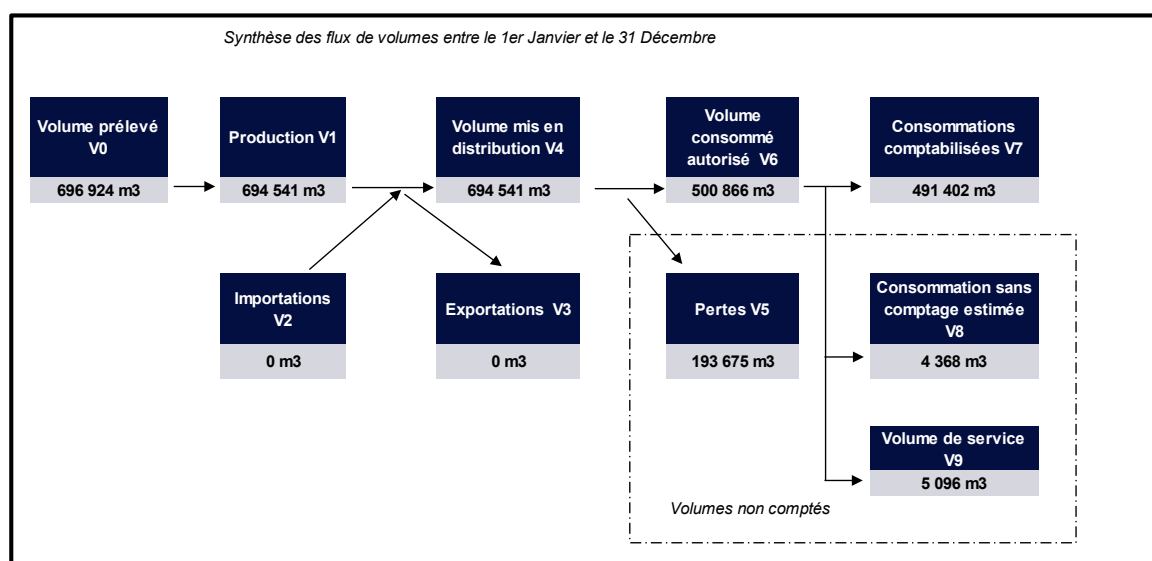 Synthèse des flux de volumes entre le 1er Janvier et le 31 Décembre
Volume prélevé
V0
696 924 m3
Production V1
694 541 m3
Volume mis en
distribution V4
694 541 m3
Volume
consommé
autorisé V6
500 866 m3
Consommations
comptabilisées V7
491 402 m3
Importations
V2
0 m3
Exportations V3
0 m3
Pertes V5
193 675 m3
Consommation sans
comptage estimée
V8
4 368 m3
Volume de service
V9
5 096 m3
Volumes non comptés